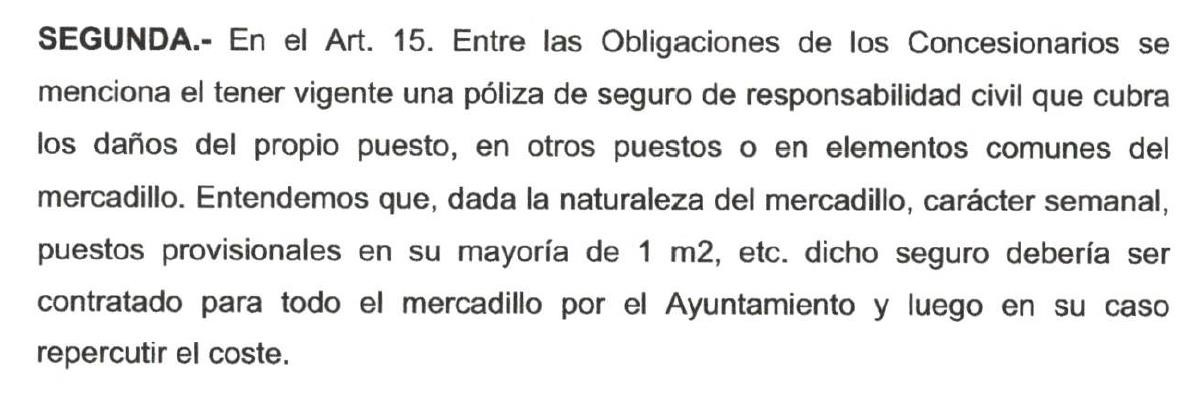 SEGUNDA.- En el Art. 15. Entre las Obligaciones de los Concesionarios se
menciona el tener vigente una póliza de seguro de responsabilidad civil que cubra
los daños del propio puesto, en otros puestos o en elementos comunes del
mercadillo. Entendemos que, dada la naturaleza del mercadillo, carácter semanal,
puestos provisionales en su mayoría de 1 m2, etc. dicho seguro debería ser
contratado para todo el mercadillo por el Ayuntamiento y luego en su caso
repercutir el coste.